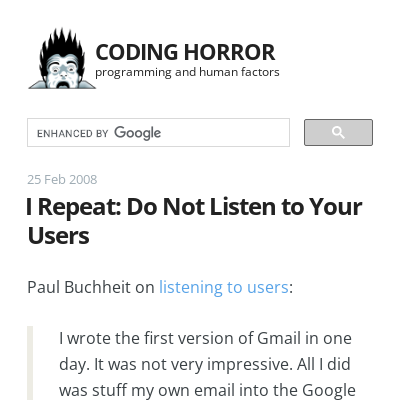 CODING HORROR
programming and human factors
ENHANCED BY Google
25 Feb 2008
I Repeat: Do Not Listen to Your
Users
Paul Buchheit on listening to users:
I wrote the first version of Gmail in one
day. It was not very impressive. All I did
was stuff my own email into the Google